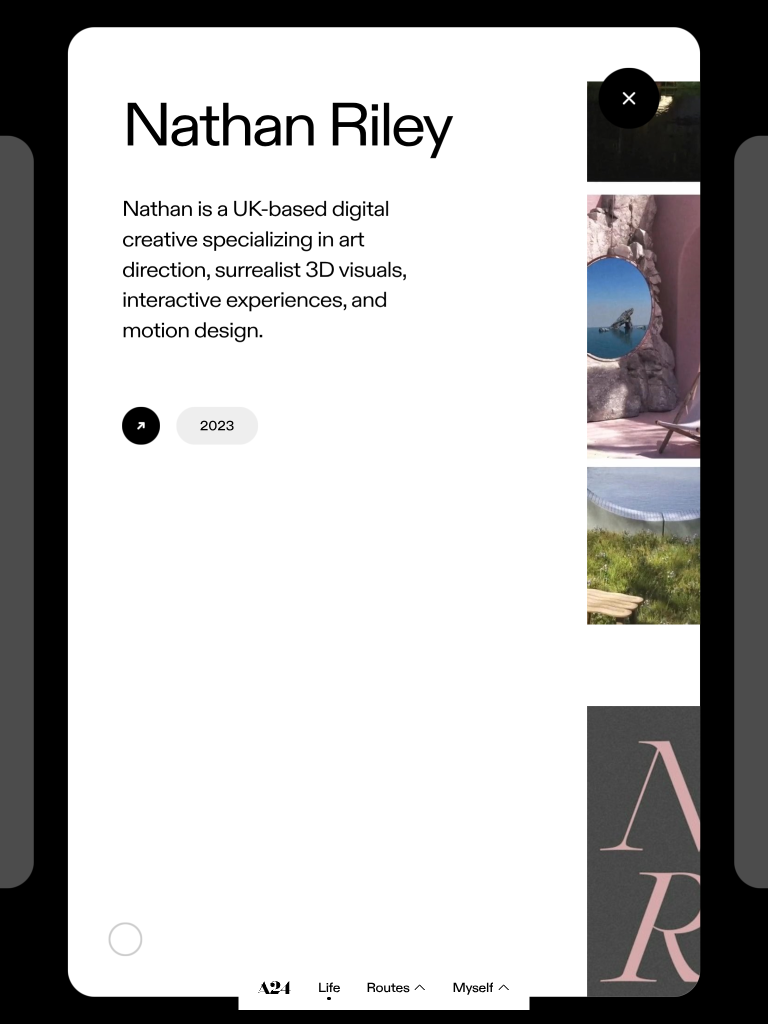 Nathan Riley
Nathan is a UK-based digital
creative specializing in art
direction, surrealist 3D visuals,
interactive experiences, and
motion design.
2023
N
R
A24 Life Routes Myself